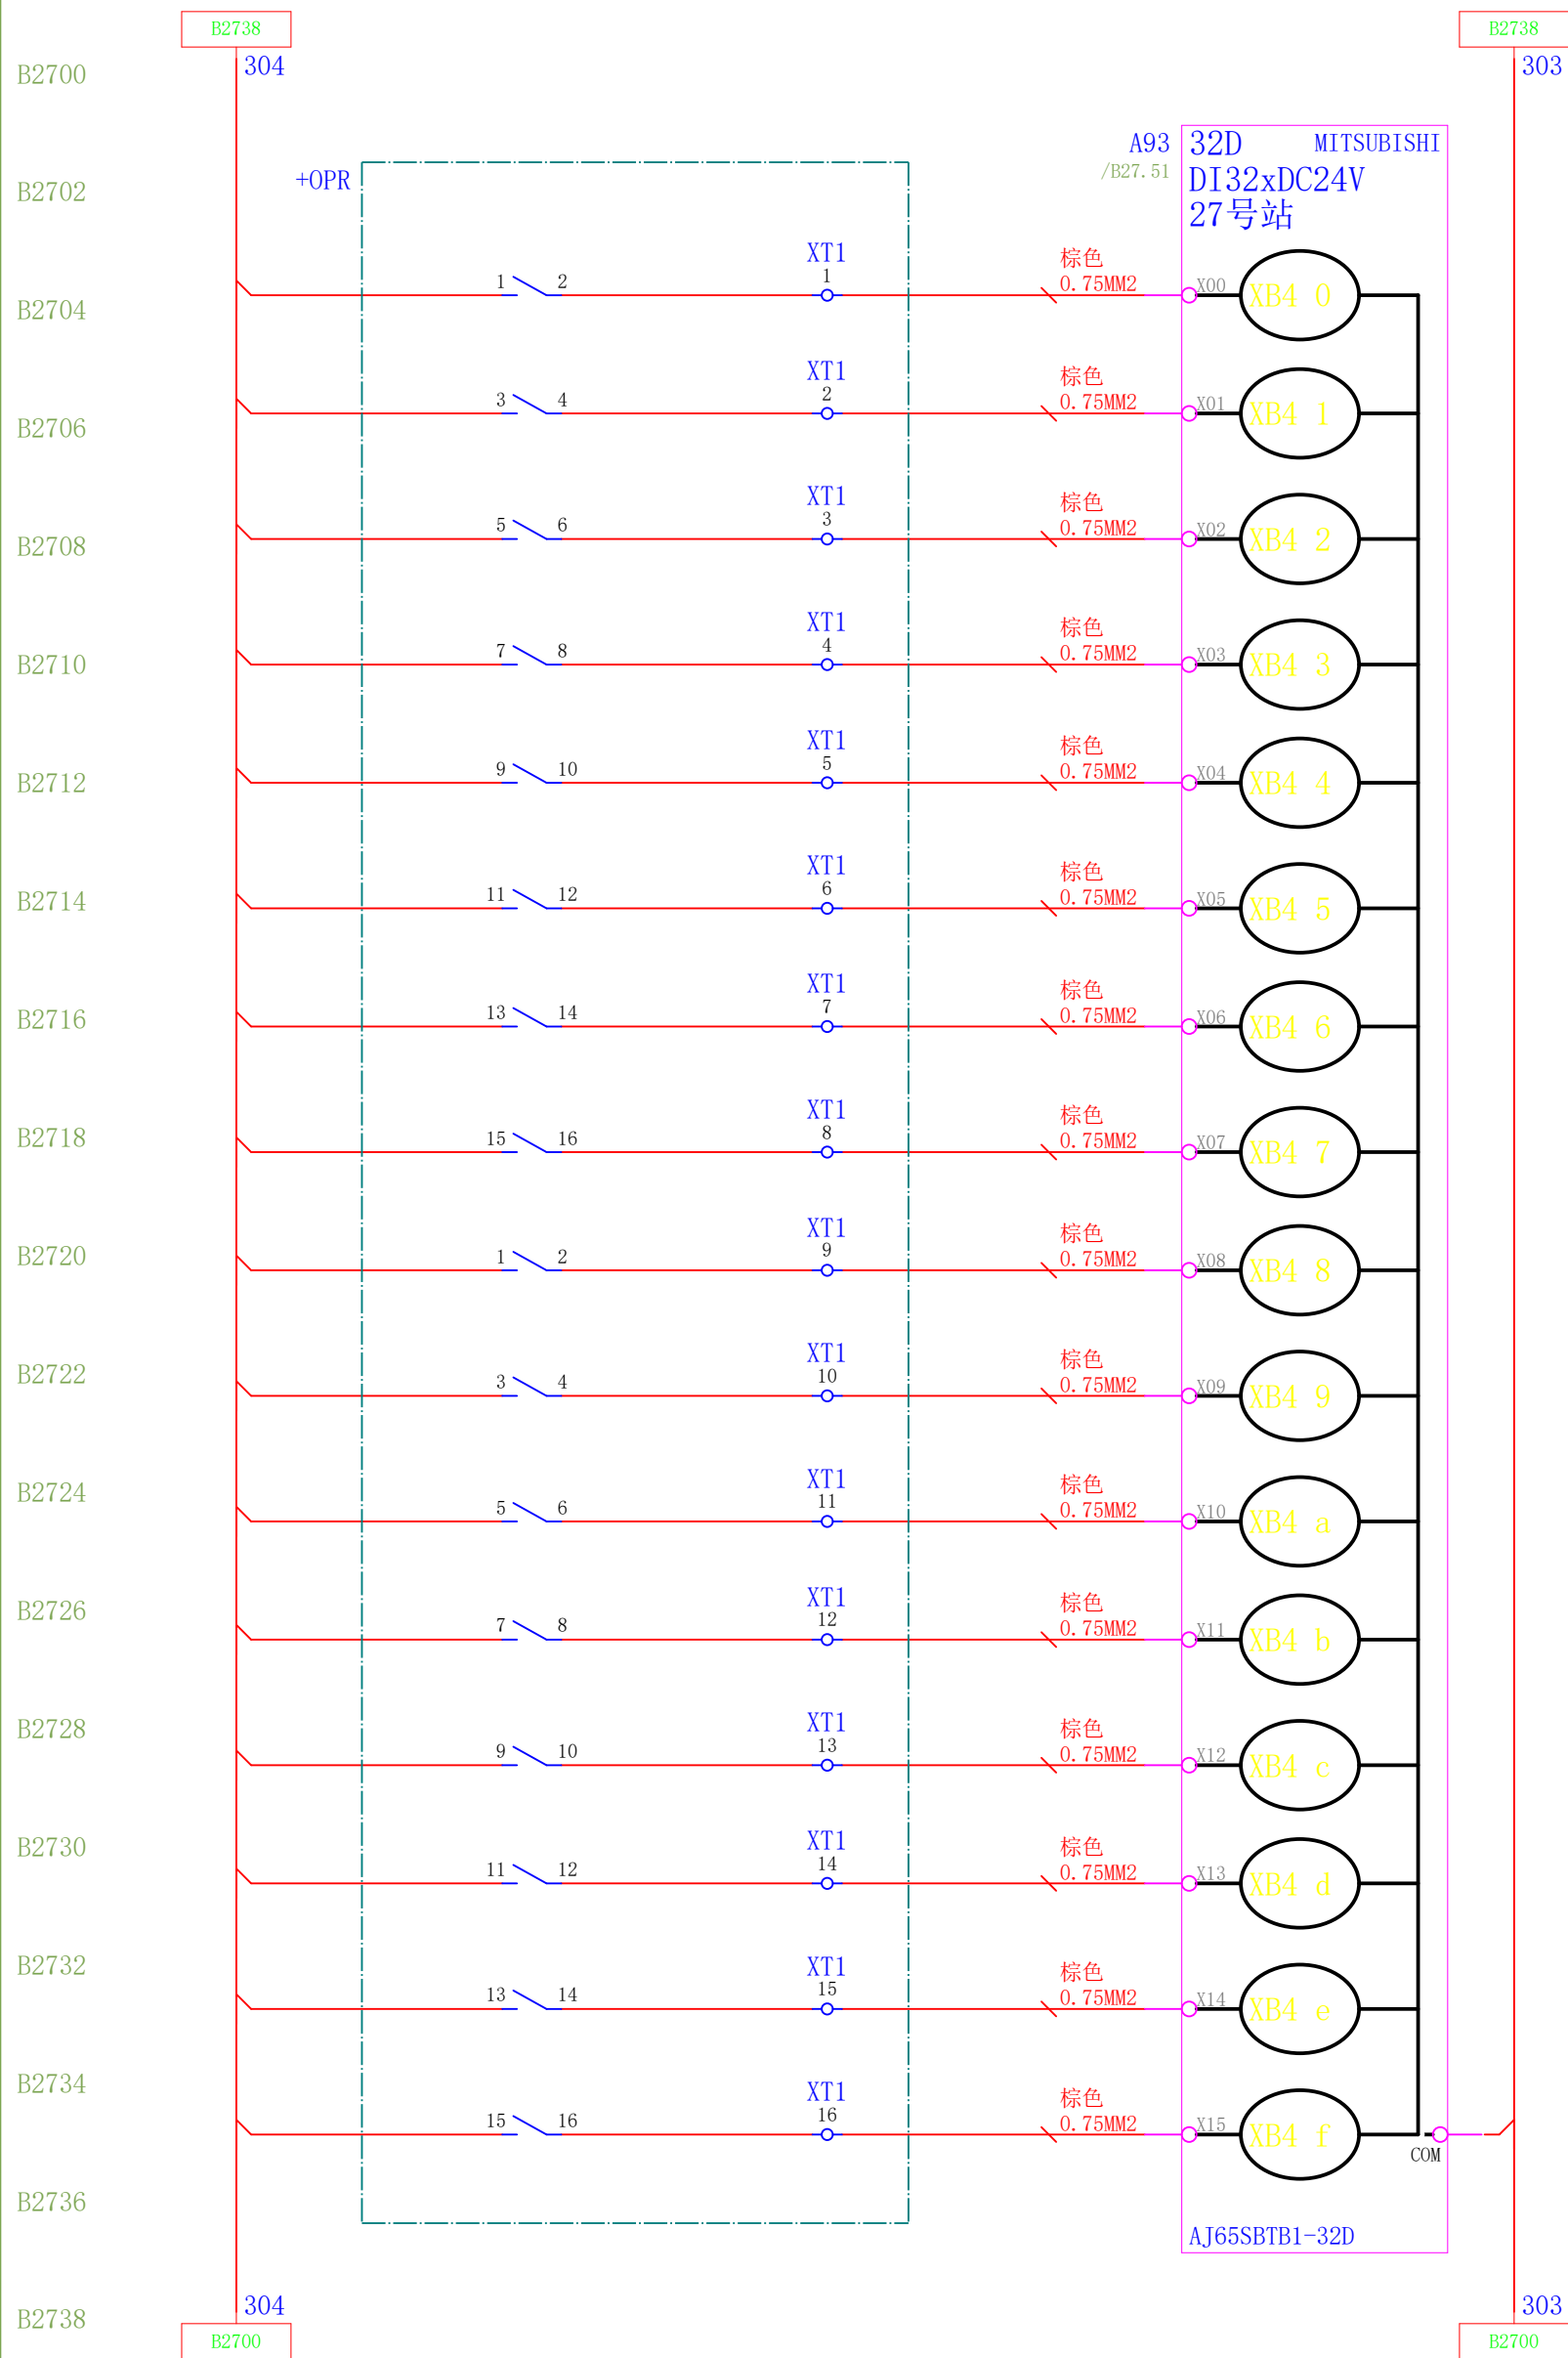 B2738
B2738
B2700
304
303
A93
32D
MITSUBISHI
/B27.51
DI32xDC24V
+OPR
B2702
27号站
XT1
棕色
1
2
1
0.75MM2
X00
XB4 0
B2704
XT1
棕色
3
4
2
0.75MM2
X01
XB4 1
B2706
XT1
棕色
5
6
3
0.75MM2
X02
XB4 2
B2708
XT1
棕色
7
8
4
0.75MM2
X03
XB4 3
B2710
XT1
棕色
9
10
5
0.75MM2
X04
XB4 4
B2712
XT1
棕色
11
12
6
0.75MM2
X05
XB4 5
B2714
XT1
棕色
13
14
7
0.75MM2
X06
XB4 6
B2716
XT1
棕色
15
16
8
0.75MM2
X07
XB4 7
B2718
XT1
棕色
1
2
9
0.75MM2
X08
XB4 8
B2720
XT1
棕色
3
4
10
0.75MM2
X09
XB4 9
B2722
XT1
棕色
5
6
11
0.75MM2
X10
XB4 a
B2724
XT1
棕色
7
8
12
0.75MM2
X11
XB4 b
B2726
XT1
棕色
9
10
13
0.75MM2
X12
XB4 c
B2728
XT1
棕色
11
12
14
0.75MM2
X13
XB4 d
B2730
XT1
棕色
13
14
15
0.75MM2
X14
XB4 e
B2732
XT1
棕色
15
16
16
0.75MM2
X15
XB4 f
B2734
COM
B2736
AJ65SBTB1-32D
304
303
B2738
B2700
B2700